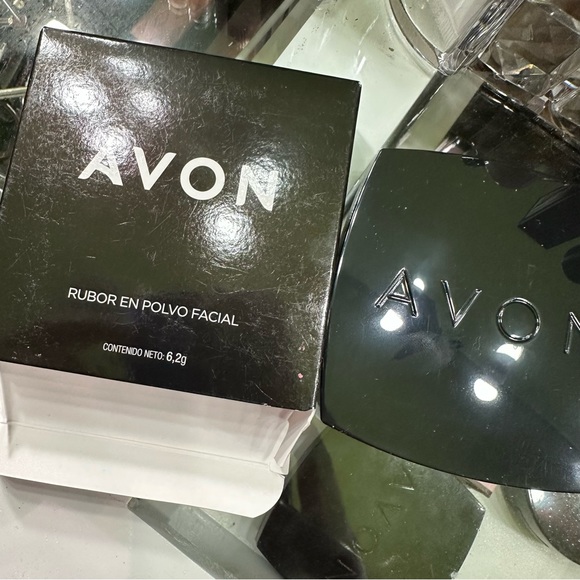 AVON
RUBOR EN POLVO FACIAL
CONTENIDO NETO: 6,2g
AVON